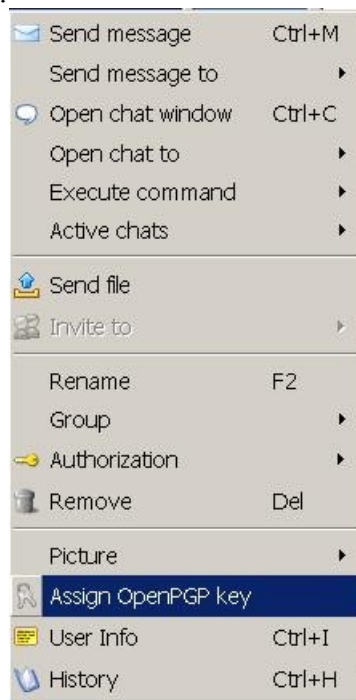 Send message Ctrl+M
Send message to
Open chat window Ctrl+C
Open chat to
Execute command
Active chats
Send file
Invite to
Rename F2
Group
Authorization
Remove Del
Picture
Assign OpenPGP key
User Info Ctrl+I
History Ctrl+H